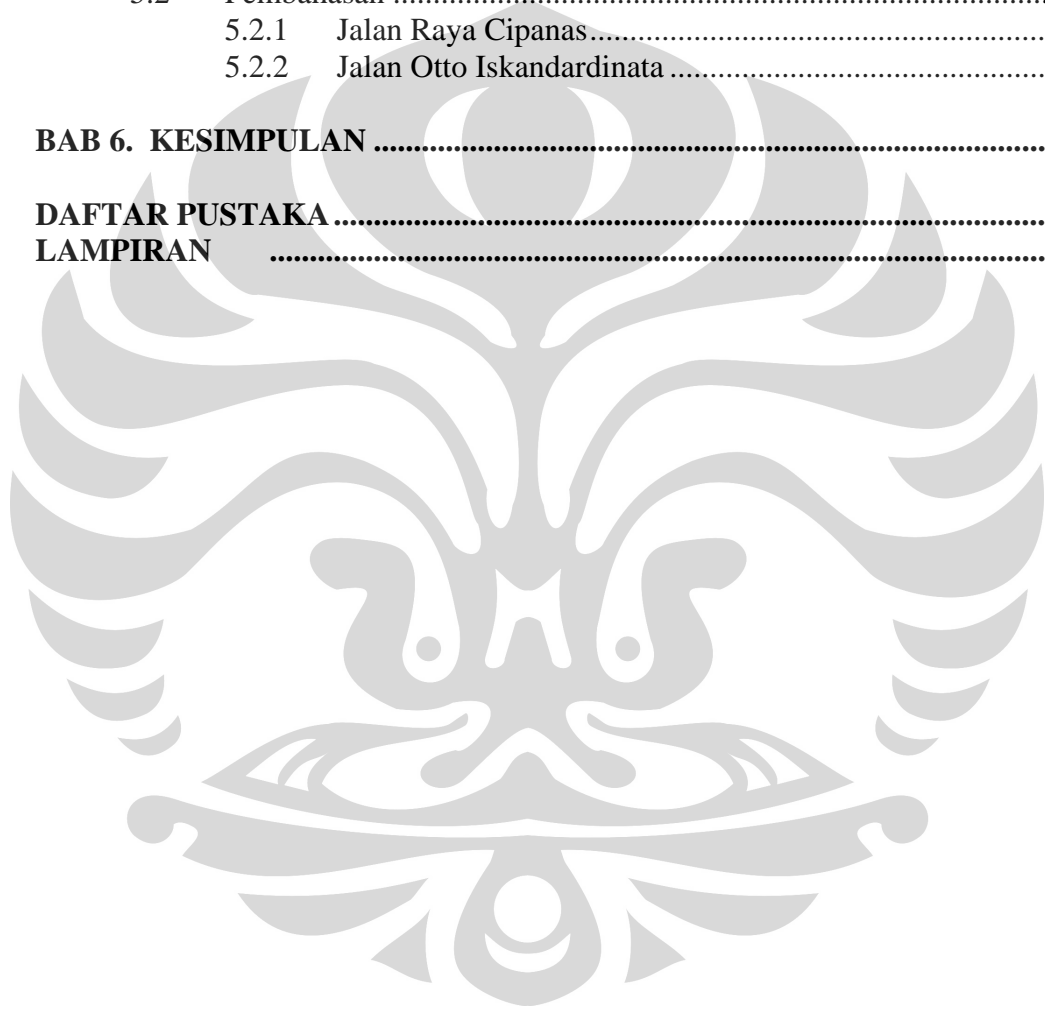 5.2 Pembahasan ........................................................................................
5.2.1 Jalan Raya Cipanas.........................................................
5.2.2 Jalan Otto Iskandardinata ...............................................
BAB 6. KESIMPULAN ....................................................................................
DAFTAR PUSTAKA .........................................................................................
LAMPIRAN .................................................................................................